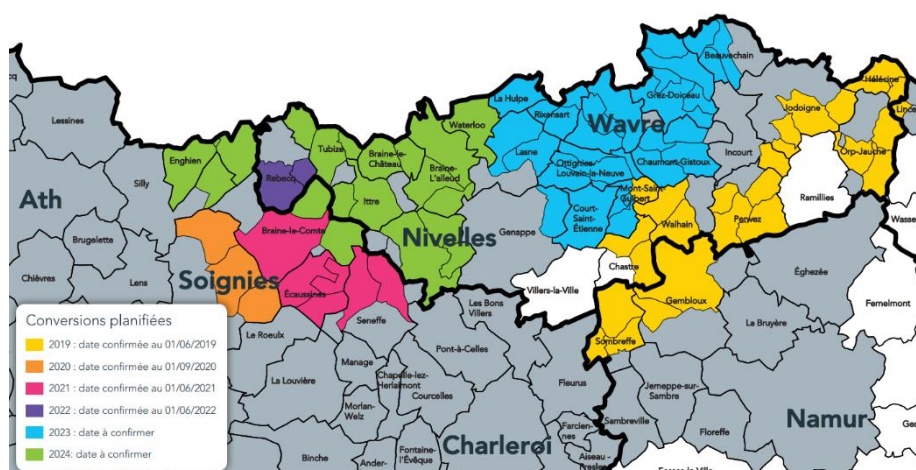 Beauvechain
Hélécine
Lessines
La Hulpe
Grez-Doiceau
Jodoigne
Waterloo
Rixensart
Wavre
Tubize
Enghien
Braine-le-
Château
Lasne
Orp-Jauche
Silly
Rebecq
Braine-
L'alleud
Ottignies-
Louvain-la-Neuve
Chaumont-Gistoux
Incourt
Ath
Ittre
Mont-Saint-
Guibert
Ramillies
Court-
Saint-
Étienne
Perwez
Walhain
Braine-le-Comte
Nivelles
Genappe
Brugelette
Chastre
Chièvres
Lens
Soignies
Écaussinnes
Villers-la-Ville
Éghezée
Gembloux
Fernelmont
Les Bons
Villers
Seneffe
La Bruyère
Le Roeulx
Sombreffe
Pont-à-Celles
Manage
La Louvière
Chapelle-lez-
Herlaimont
Fleurus
Jemeppe-sur-
Sambre
Courcelles
Morlan-
Welz
Sambreville
Namur
Floreffe
Farcien-
nes
Charleroi
Fontaine-
l'Évêque
Binche
Ander-
Aiseau -
Conversions planifiées
2019 : date confirmée au 01/06/2019
2020 : date confirmée au 01/09/2020
2021 : date confirmée au 01/06/2021
2022 : date confirmée au 01/06/2022
2023 : date à confirmer
2024: date à confirmer